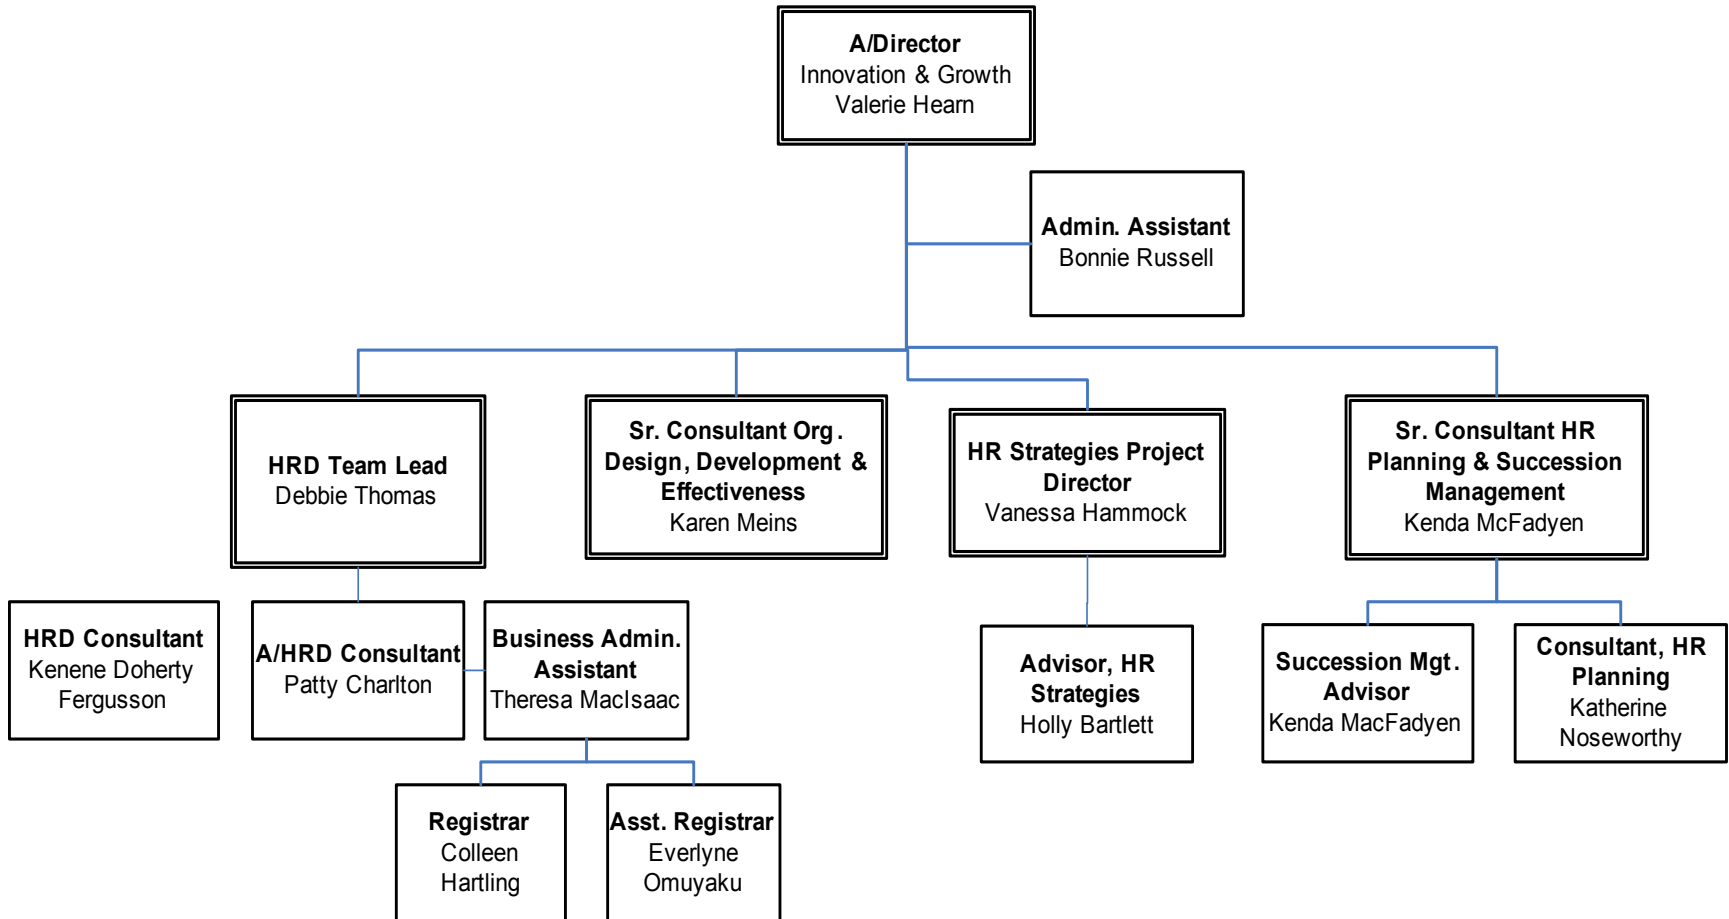 A/Director
Innovation & Growth
Valerie Hearn
Admin. Assistant
Bonnie Russell
HRD Team Lead
Debbie Thomas
Sr. Consultant Org.
Design, Development &
Effectiveness
Karen Meins
HR Strategies Project
Director
Vanessa Hammock
Sr. Consultant HR
Planning & Succession
Management
Kenda McFadyen
HRD Consultant
Kenene Doherty
Fergusson
A/HRD Consultant
Patty Charlton
Business Admin.
Assistant
Theresa MacIsaac
Advisor, HR
Strategies
Holly Bartlett
Succession Mgt.
Advisor
Kenda MacFadyen
Consultant, HR
Planning
Katherine
Noseworthy
Registrar
Colleen
Hartling
Asst. Registrar
Everlyne
Omuyaku